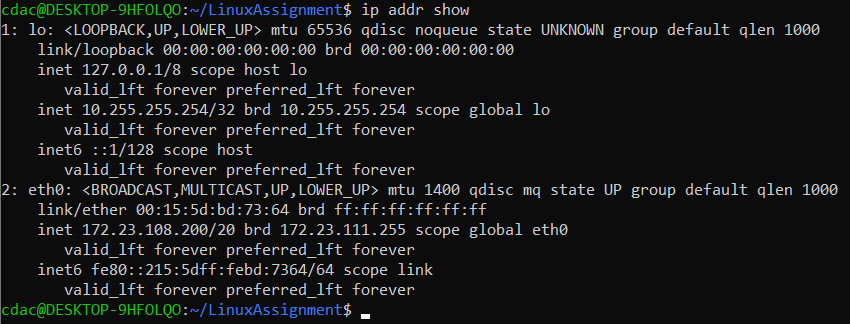 cdac@DESKTOP-9HFOLQO:~/LinuxAssignment$ ip addr show
1: lo: <LOOPBACK,UP,LOWER_UP> mtu 65536 qdisc noqueue state UNKNOWN group default qlen 1000
    link/loopback 00:00:00:00:00:00 brd 00:00:00:00:00:00
    inet 127.0.0.1/8 scope host lo
       valid_lft forever preferred_lft forever
    inet 10.255.255.254/32 brd 10.255.255.254 scope global lo
       valid_lft forever preferred_lft forever
    inet6 ::1/128 scope host
       valid_lft forever preferred_lft forever
2: eth0: <BROADCAST,MULTICAST,UP,LOWER_UP> mtu 1400 qdisc mq state UP group default qlen 1000
    link/ether 00:15:5d:bd:73:64 brd ff:ff:ff:ff:ff:ff
    inet 172.23.108.200/20 brd 172.23.111.255 scope global eth0
       valid_lft forever preferred_lft forever
    inet6 fe80::215:5dff:febd:7364/64 scope link
       valid_lft forever preferred_lft forever
cdac@DESKTOP-9HFOLQO:~/LinuxAssignment$